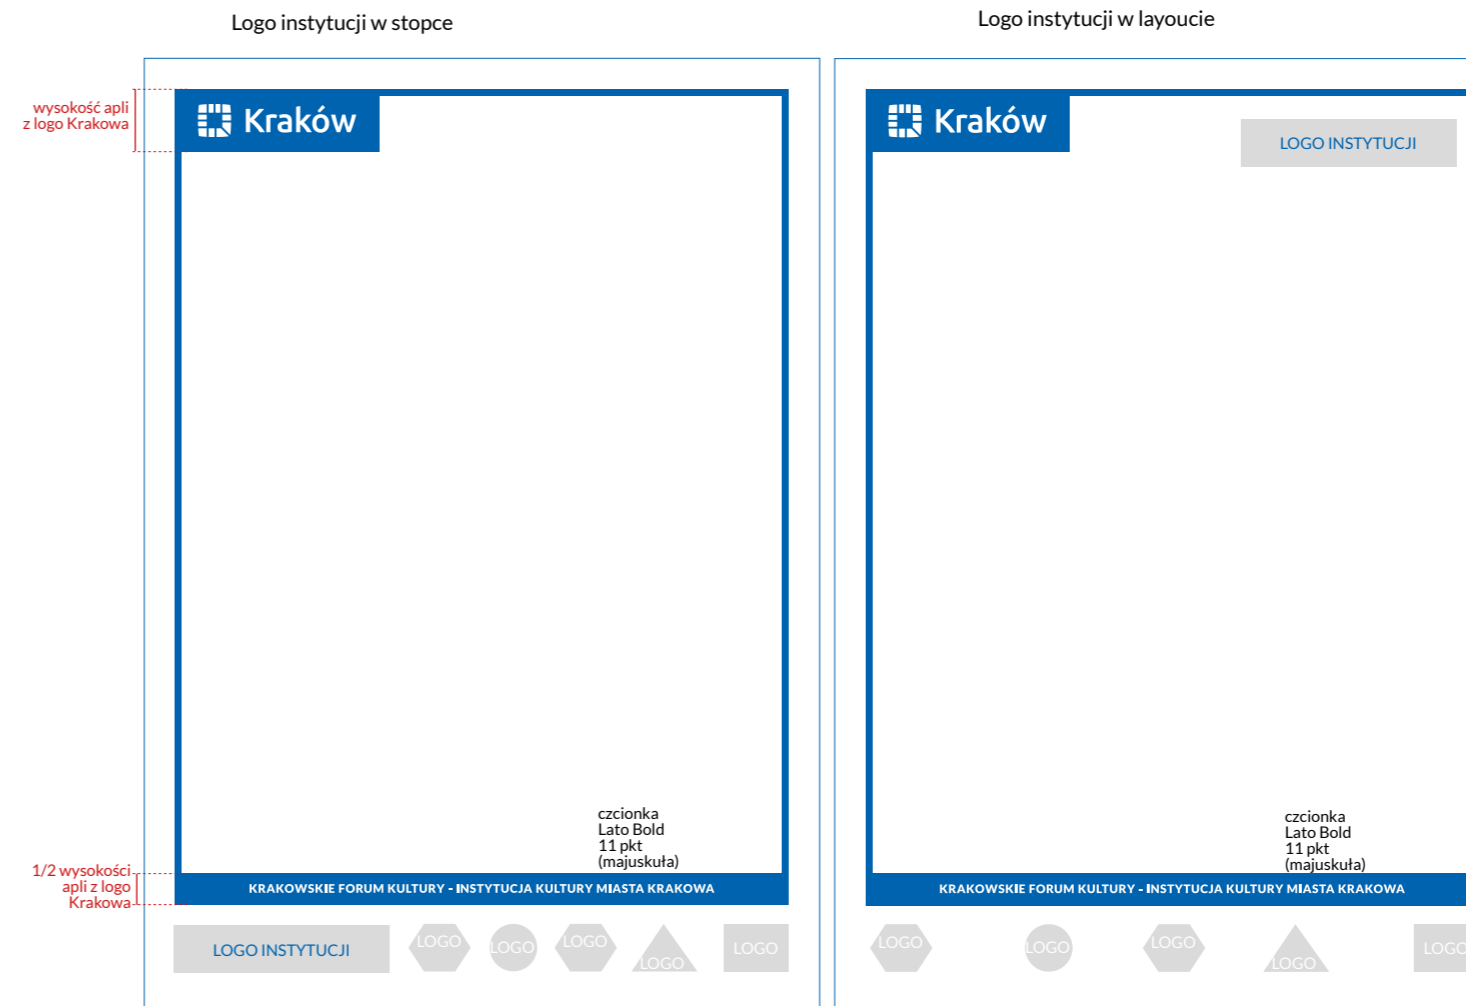 Logo instytucji w stopce
Logo instytucji w layoucie
wysokość apli
z logo Krakowa
Kraków
Kraków
LOGO INSTYTUCJI
czcionka
Lato Bold
11 pkt
(majuskuła)
czcionka
Lato Bold
11 pkt
(majuskuła)
1/2 wysokości
apli z logo
Krakowa
KRAKOWSKIE FORUM KULTURY - INSTYTUCJA KULTURY MIASTA KRAKOWA
KRAKOWSKIE FORUM KULTURY - INSTYTUCJA KULTURY MIASTA KRAKOWA
LOGO INSTYTUCJI
LOGO
LOGO
LOGO
LOGO
LOGO
LOGO
LOGO
LOGO
LOGO
LOGO